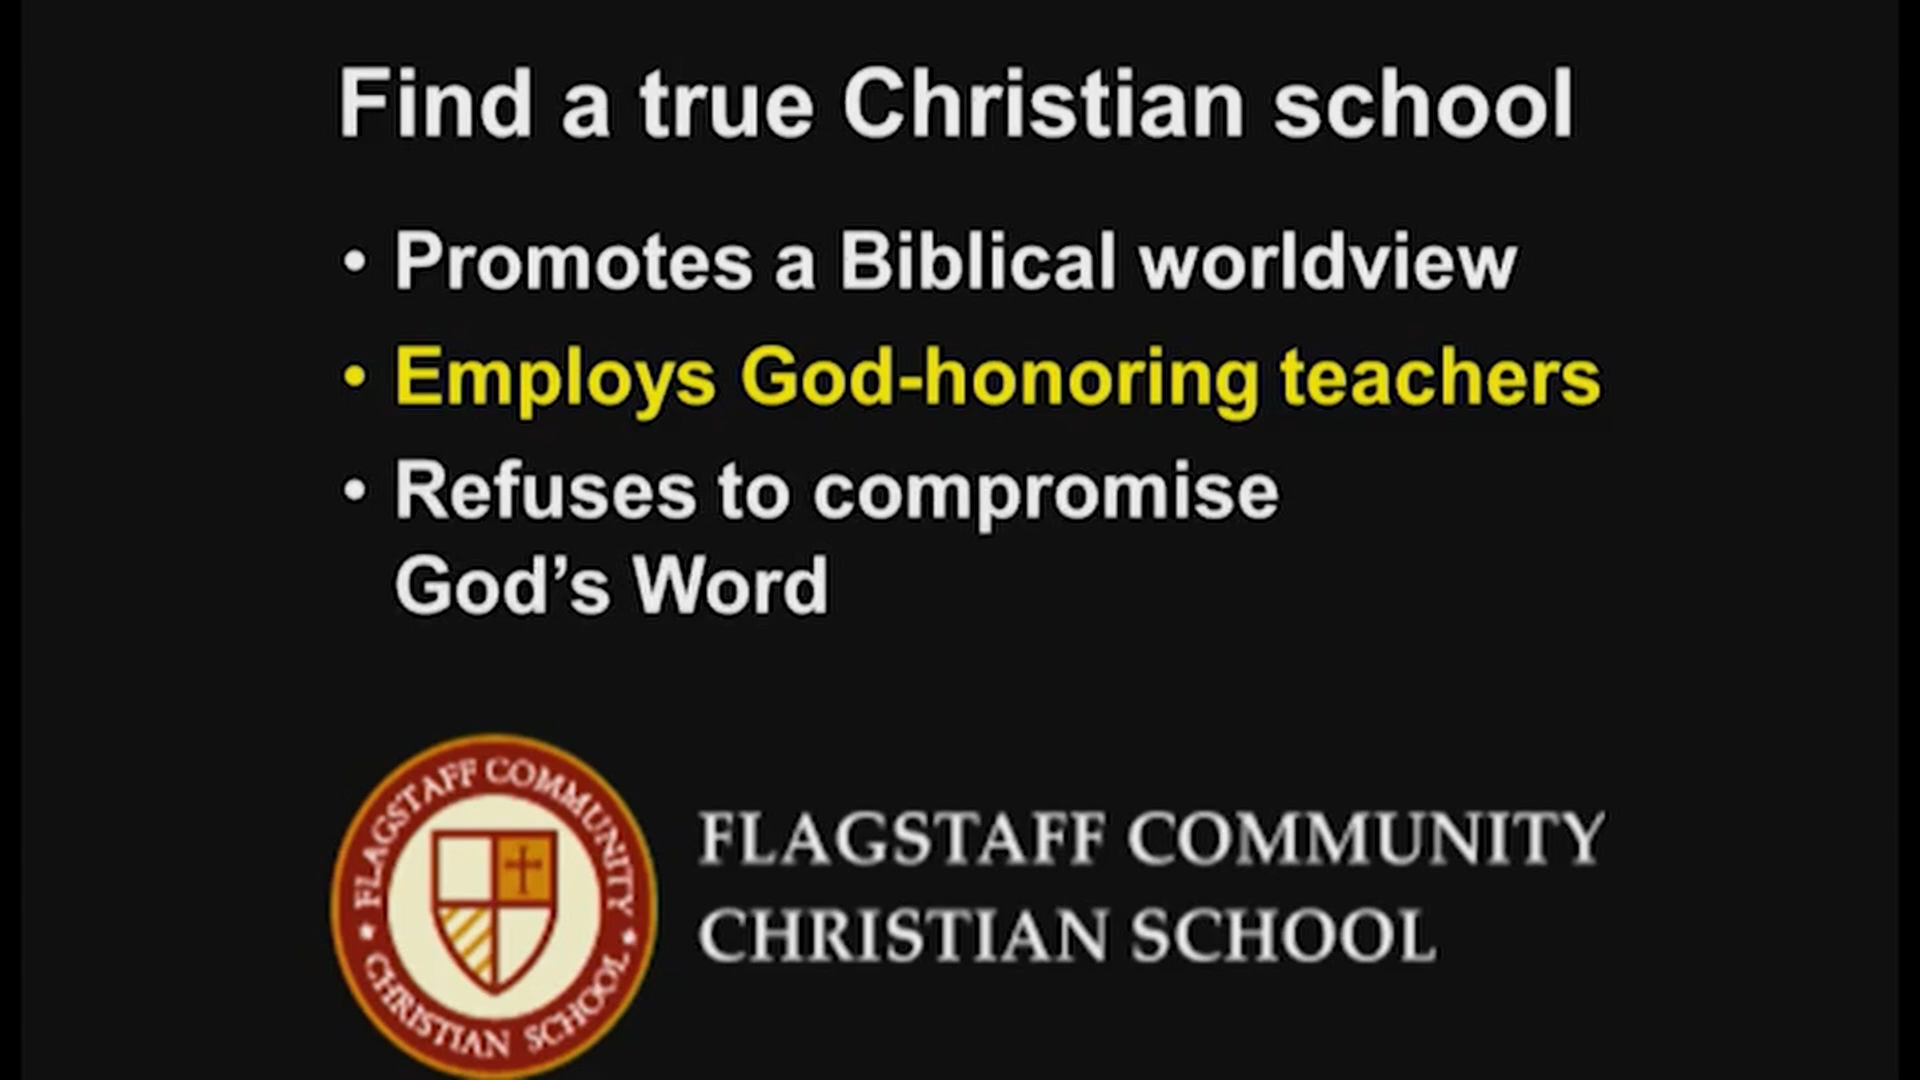 Find a true Christian school
• Promotes a Biblical worldview
• Employs God-honoring teachers
• Refuses to compromise
God’s Word
FLAGSTAFF COMMUNITY
• CHRISTIAN SCHOOL •
FLAGSTAFF COMMUNITY
CHRISTIAN SCHOOL